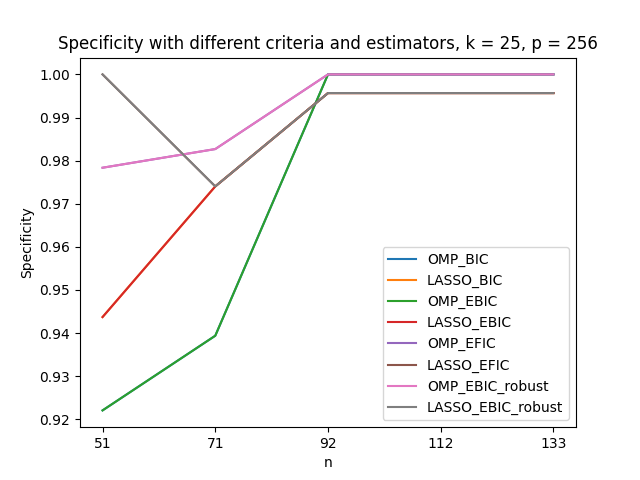 Specificity with different criteria and estimators, k = 25, p = 256
Specificity
1.00
0.99
0.98
0.97
0.96
0.95
0.94
0.93
0.92
OMP_BIC
LASSO_BIC
OMP_EBIC
LASSO_EBIC
OMP_EFIC
LASSO_EFIC
OMP_EBIC_robust
LASSO_EBIC_robust
51 71 92 112 133
n